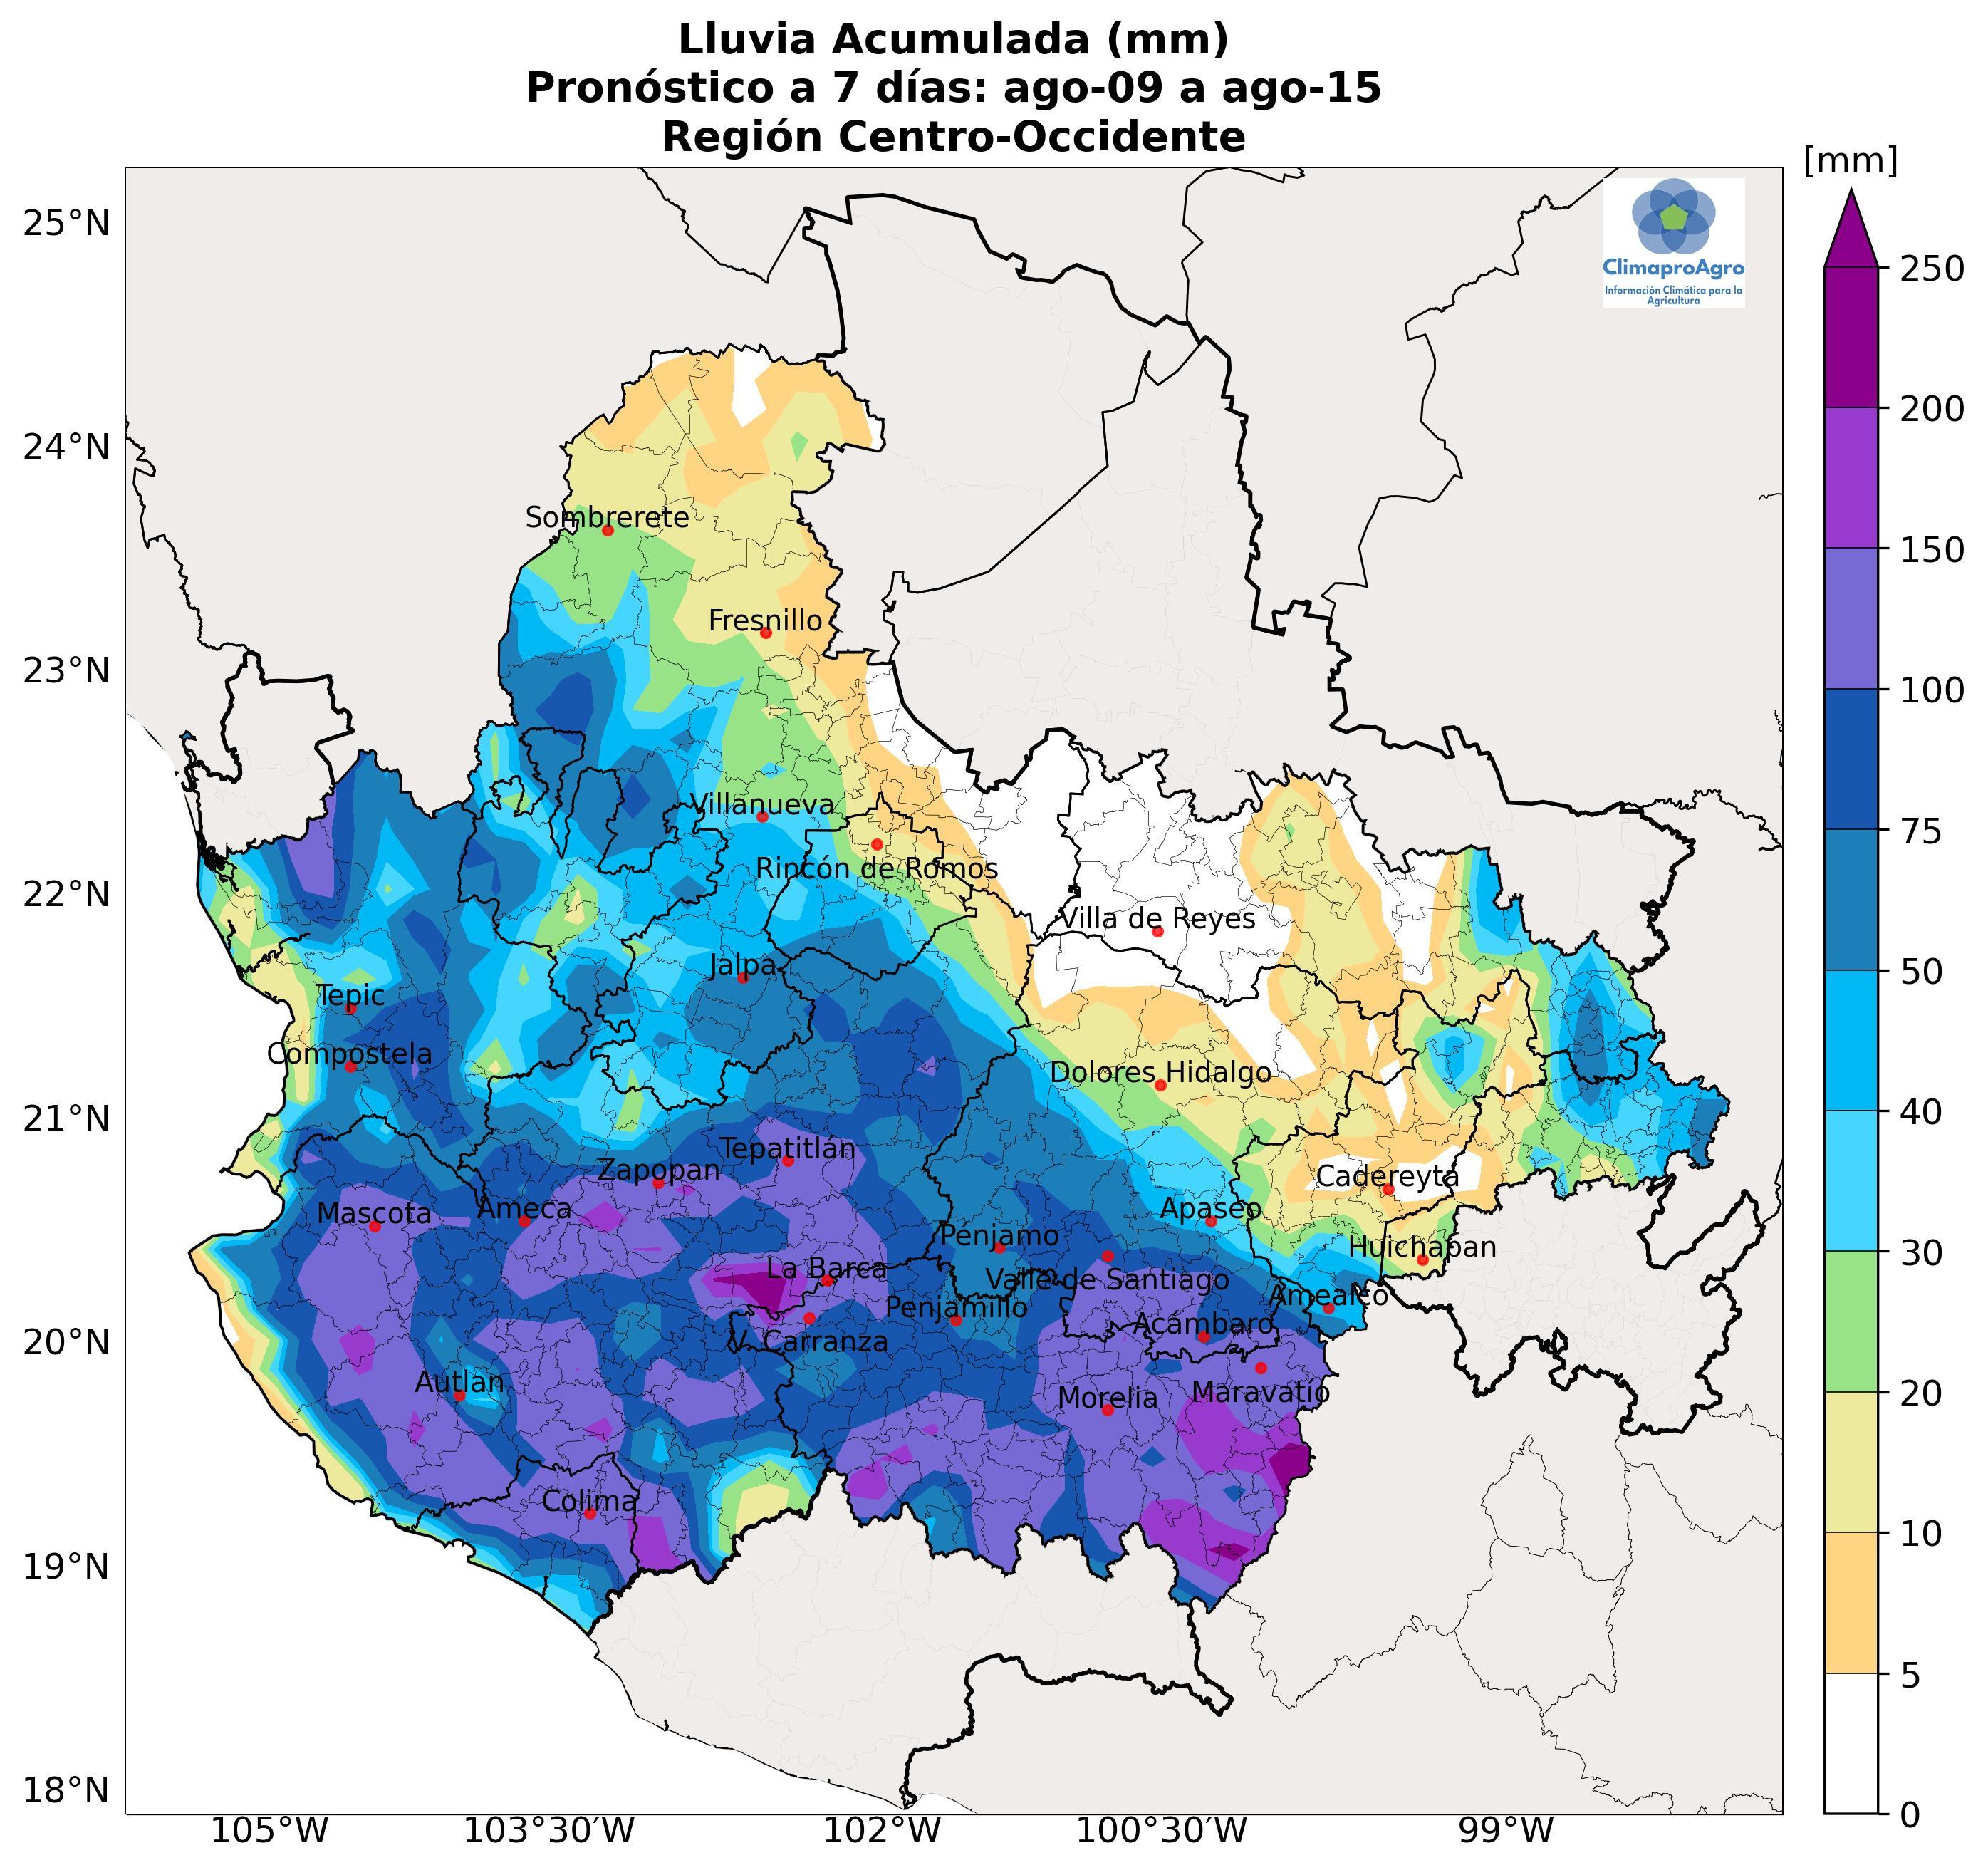 Lluvia Acumulada (mm)
Pronóstico a 7 días: ago-09 a ago-15
Región Centro-Occidente
[mm]
25°N
ClimaproAgro
Información Climática para la
Agricultura
250
200
24°N
150
Sombrerete
Fresnillo
23°N
100
Villanueva
75
Rincón de Romos
22°N
Villa de Reyes
Jalpa
50
Tepic
Compostela
Dolores Hidalgo
21°N
40
Tepatitlán
Zapopan
Cadereyta
Mascota
Ameca
Apaseo
Pénjamo
Huichapan
30
La Barca
Valle de Santiago
Amealco
Penjamillo
Acámbaro
20°N
V. Carranza
Autlán
Morelia
Maravatío
20
Colima
10
19°N
5
18°N
0
105°W
103°30'W
102°W
100°30'W
99°W